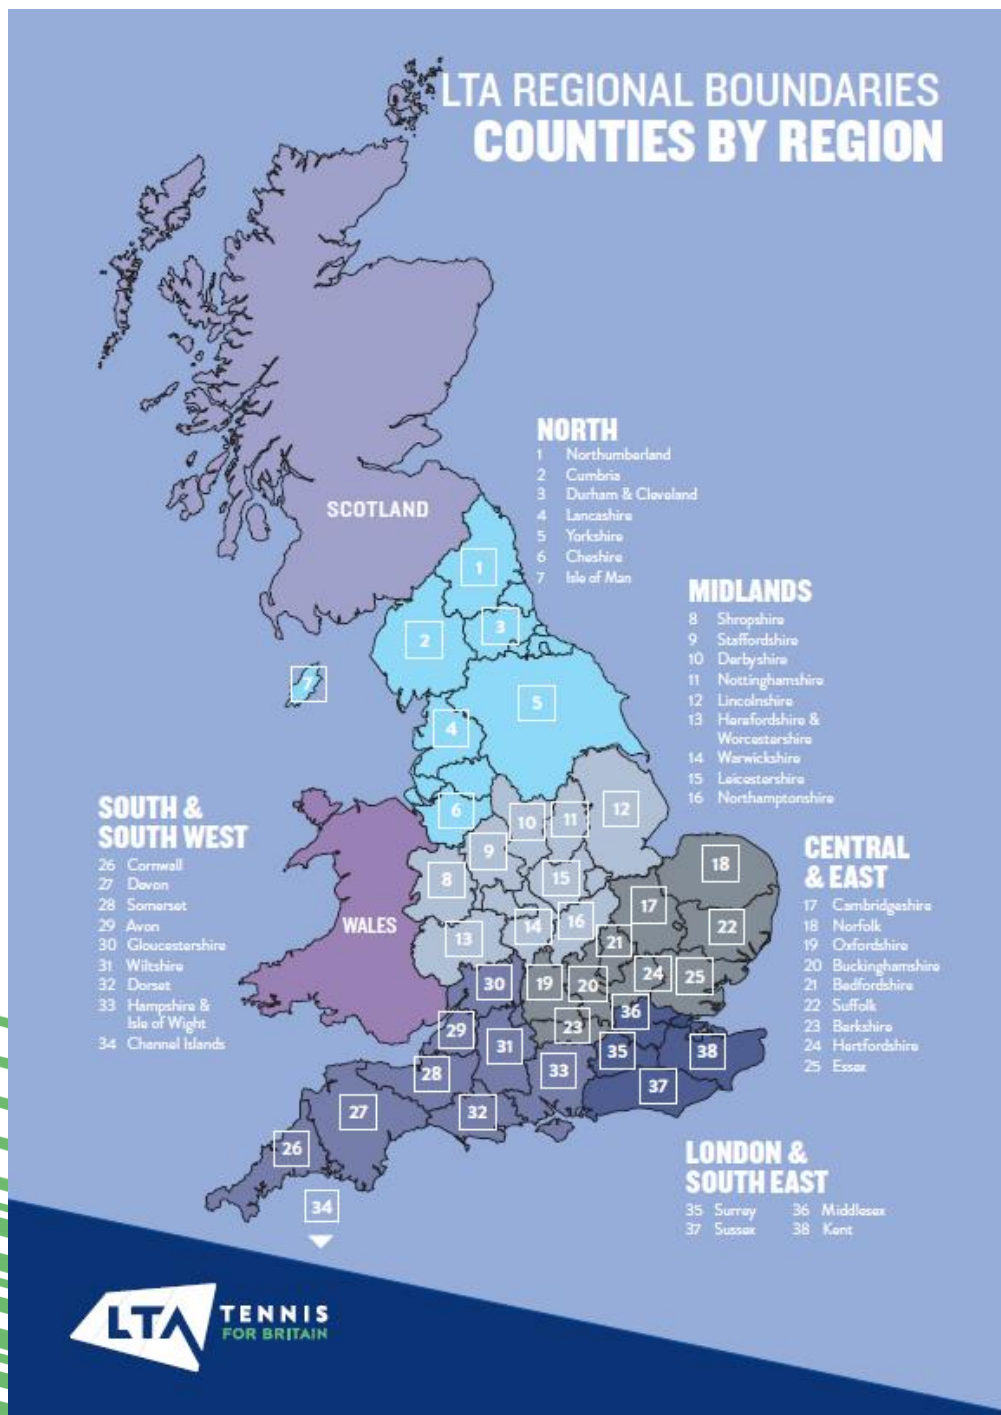 LTA REGIONAL BOUNDARIES
COUNTIES BY REGION
SCOTLAND
WALES
NORTH
1 Northumberland
2 Cumbria
3 Durham & Cleveland
4 Lancashire
5 Yorkshire
6 Cheshire
7 Isle of Man
MIDLANDS
8 Shropshire
9 Staffordshire
10 Derbyshire
11 Nottinghamshire
12 Lincolnshire
13 Herefordshire &
Worcestershire
14 Warwickshire
15 Leicestershire
16 Northamptonshire
SOUTH &
SOUTH WEST
26 Cornwall
27 Devon
28 Somerset
29 Avon
30 Gloucestershire
31 Wiltshire
32 Dorset
33 Hampshire &
Isle of Wight
34 Channel Islands
CENTRAL
& EAST
17 Cambridgeshire
18 Norfolk
19 Oxfordshire
20 Buckinghamshire
21 Bedfordshire
22 Suffolk
23 Berkshire
24 Hertfordshire
25 Essex
LONDON &
SOUTH EAST
35 Surrey 36 Middlesex
37 Sussex 38 Kent
1
2
3
7
5
4
6
10
11
12
9
8
15
18
17
22
14
16
13
21
30
19
20
24
25
36
29
23
31
35
38
28
33
37
27
32
26
34
LTA TENNIS
FOR BRITAIN